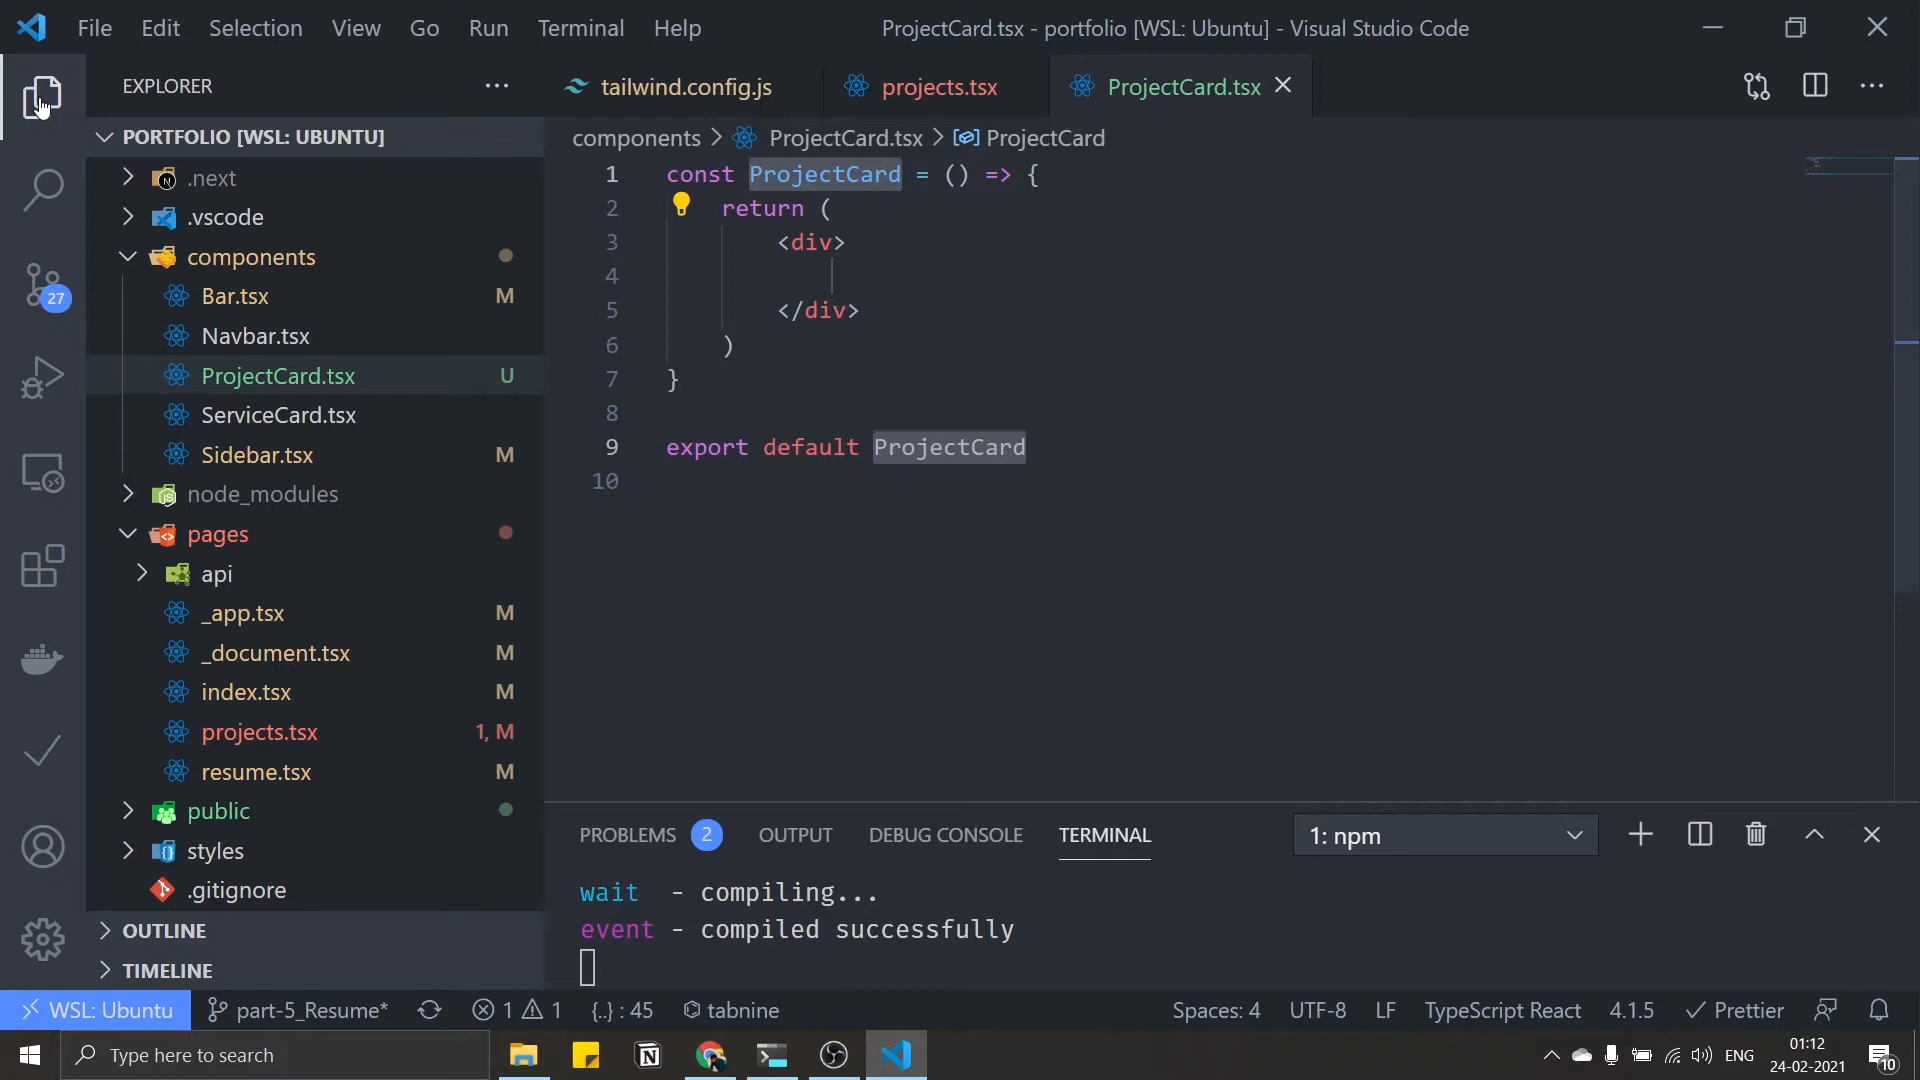 File Edit Selection View Go Run Terminal Help
ProjectCard.tsx - portfolio [WSL: Ubuntu] - Visual Studio Code
EXPLORER
tailwind.config.js
projects.tsx
ProjectCard.tsx
PORTFOLIO [WSL: UBUNTU]
components > ProjectCard.tsx > ProjectCard
.next
.vscode
components
Bar.tsx M
Navbar.tsx
ProjectCard.tsx U
ServiceCard.tsx
Sidebar.tsx M
node_modules
pages
api
_app.tsx M
_document.tsx M
index.tsx M
projects.tsx 1, M
resume.tsx M
public
styles
.gitignore
OUTLINE
TIMELINE
27
1 const ProjectCard = () => {
2 return (
3 <div>
4
5 </div>
6 )
7 }
8
9 export default ProjectCard
10
PROBLEMS 2 OUTPUT DEBUG CONSOLE TERMINAL
1: npm
wait - compiling...
event - compiled successfully
WSL: Ubuntu part-5_Resume* 1 1 {..} : 45 tabnine
Spaces: 4 UTF-8 LF TypeScript React 4.1.5 Prettier
Type here to search
N
ENG
01:12
24-02-2021
10